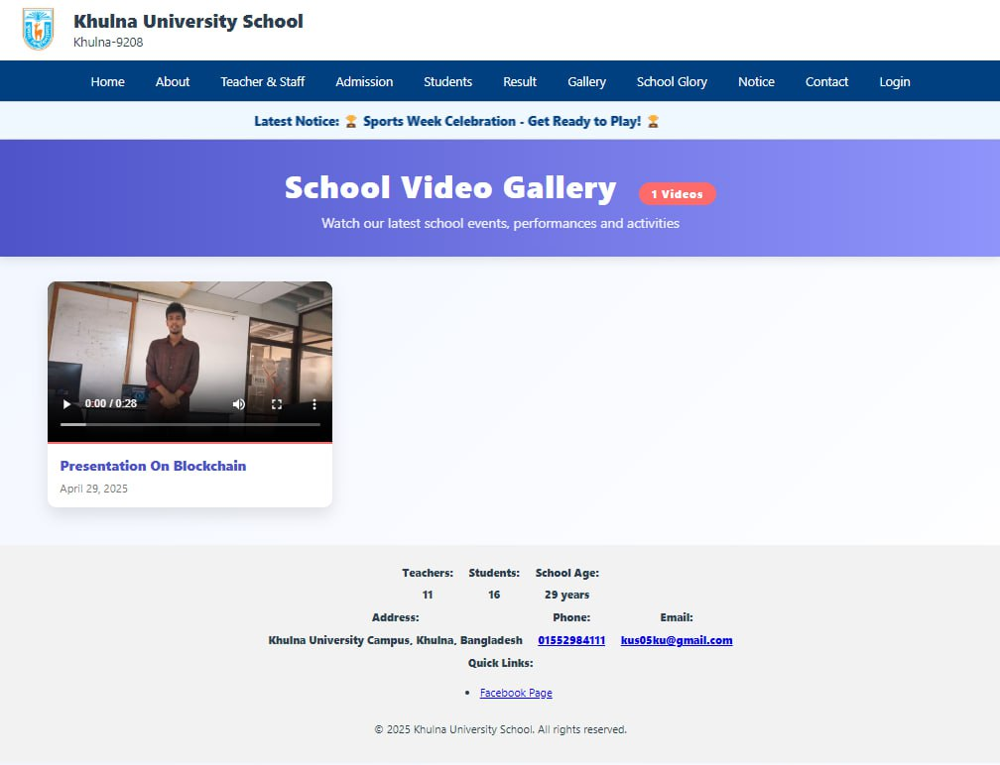 Khulna University School
Khulna-9208
Home About Teacher & Staff Admission Students Result Gallery School Glory Notice Contact Login
Latest Notice: 🏆 Sports Week Celebration - Get Ready to Play! 🏆
School Video Gallery 1 Videos
Watch our latest school events, performances and activities
0:00 / 0:28
Presentation On Blockchain
April 29, 2025
Teachers: Students: School Age:
11 16 29 years
Address: Phone: Email:
Khulna University Campus, Khulna, Bangladesh 01552984111 kus05ku@gmail.com
Quick Links:
• Facebook Page
© 2025 Khulna University School. All rights reserved.